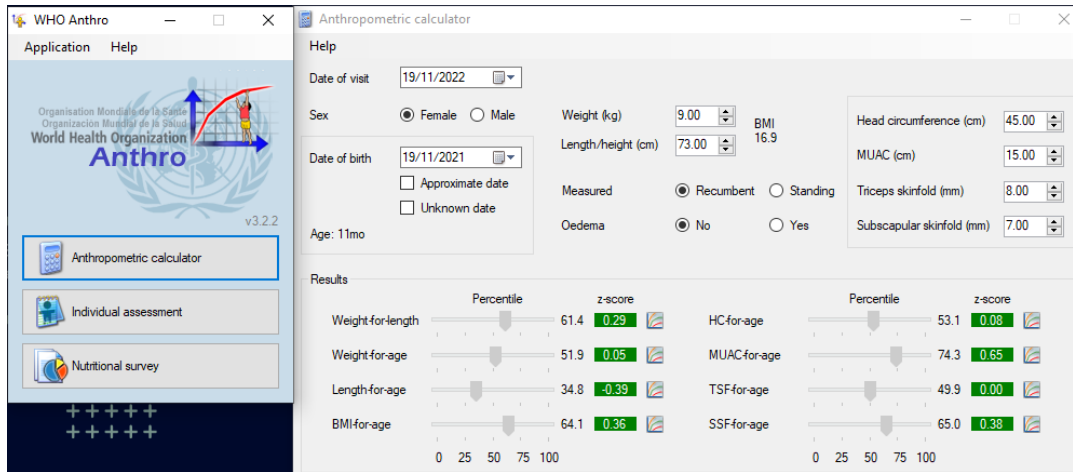 WHO Anthro
Application Help
Organisation Mondiale de la Santé
Organización Mundial de la Salud
World Health Organization
Anthro
v3.2.2
Anthropometric calculator
Individual assessment
Nutritional survey
Anthropometric calculator
Help
Date of visit 19/11/2022
Sex Female Male
Date of birth 19/11/2021
Approximate date
Unknown date
Age: 11mo
Weight (kg) 9.00
Length/height (cm) 73.00
BMI
16.9
Measured Recumbent Standing
Oedema No Yes
Head circumference (cm) 45.00
MUAC (cm) 15.00
Triceps skinfold (mm) 8.00
Subscapular skinfold (mm) 7.00
Results
Percentile z-score
Weight-for-length 61.4 0.29
Weight-for-age 51.9 0.05
Length-for-age 34.8 -0.39
BMI-for-age 64.1 0.36
0 25 50 75 100
Percentile z-score
HC-for-age 53.1 0.08
MUAC-for-age 74.3 0.65
TSF-for-age 49.9 0.00
SSF-for-age 65.0 0.38
0 25 50 75 100